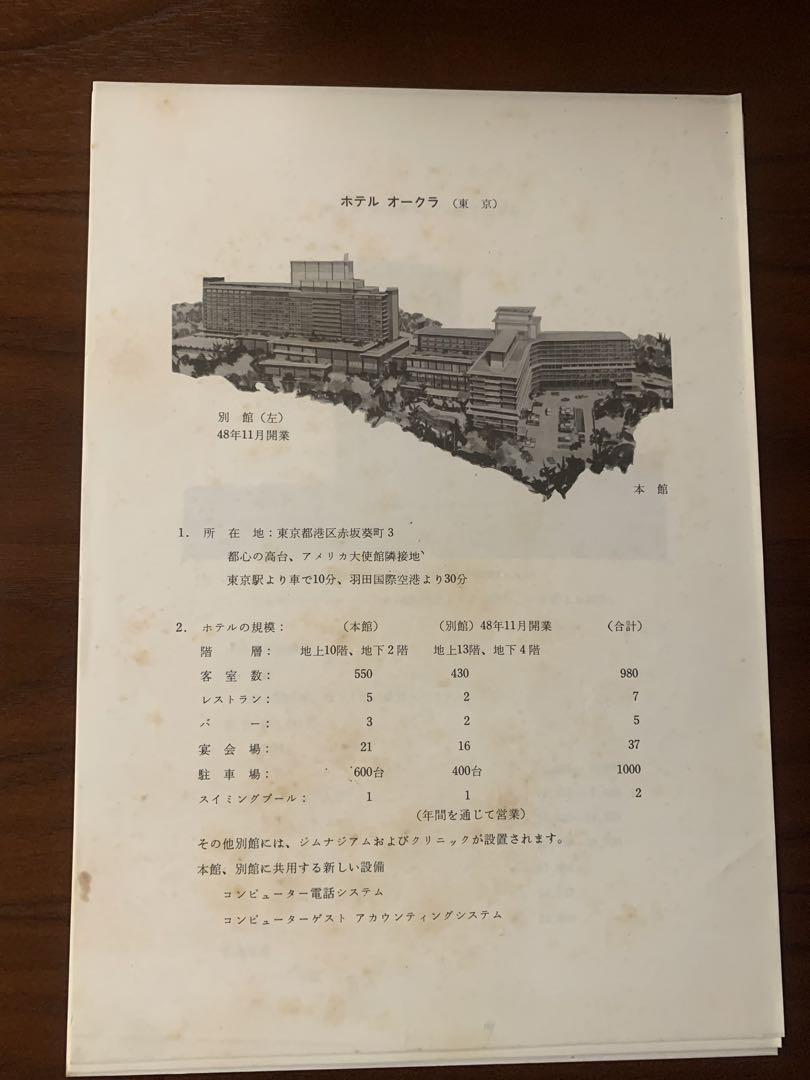 ホテル オークラ （東 京）
別 館（左）
48年11月開業
本 館
1. 所 在 地：東京都港区赤坂葵町3
都心の高台、アメリカ大使館隣接地
東京駅より車で10分、羽田国際空港より30分
2. ホテルの規模： （本館） （別館）48年11月開業 （合計）
階 層： 地上10階、地下2階 地上13階、地下4階
客 室 数： 550 430 980
レストラン： 5 2 7
バ ー： 3 2 5
宴 会 場： 21 16 37
駐 車 場： 600台 400台 1000
スイミングプール： 1 1 2
（年間を通じて営業）
その他別館には、ジムナジアムおよびクリニックが設置されます。
本館、別館に共用する新しい設備
コンピューター電話システム
コンピューターゲスト アカウンティングシステム